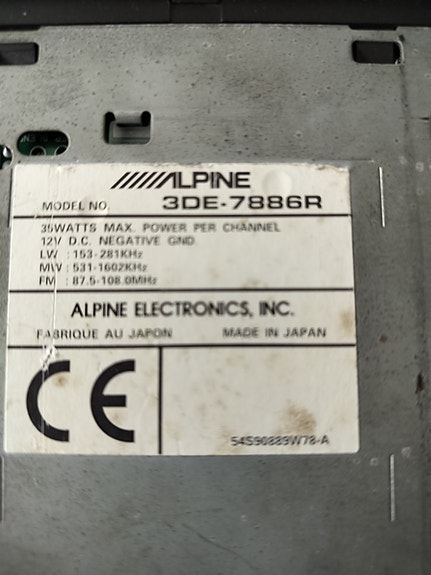 ALPINE
MODEL NO. 3DE-7886R
35WATTS MAX. POWER PER CHANNEL
12V D.C. NEGATIVE GND.
LW : 153-281KHz
MW : 531-1602KHz
FM : 87.5-108.0MHz
ALPINE ELECTRONICS, INC.
FABRIQUE AU JAPON MADE IN JAPAN
CE
54S90889W78-A